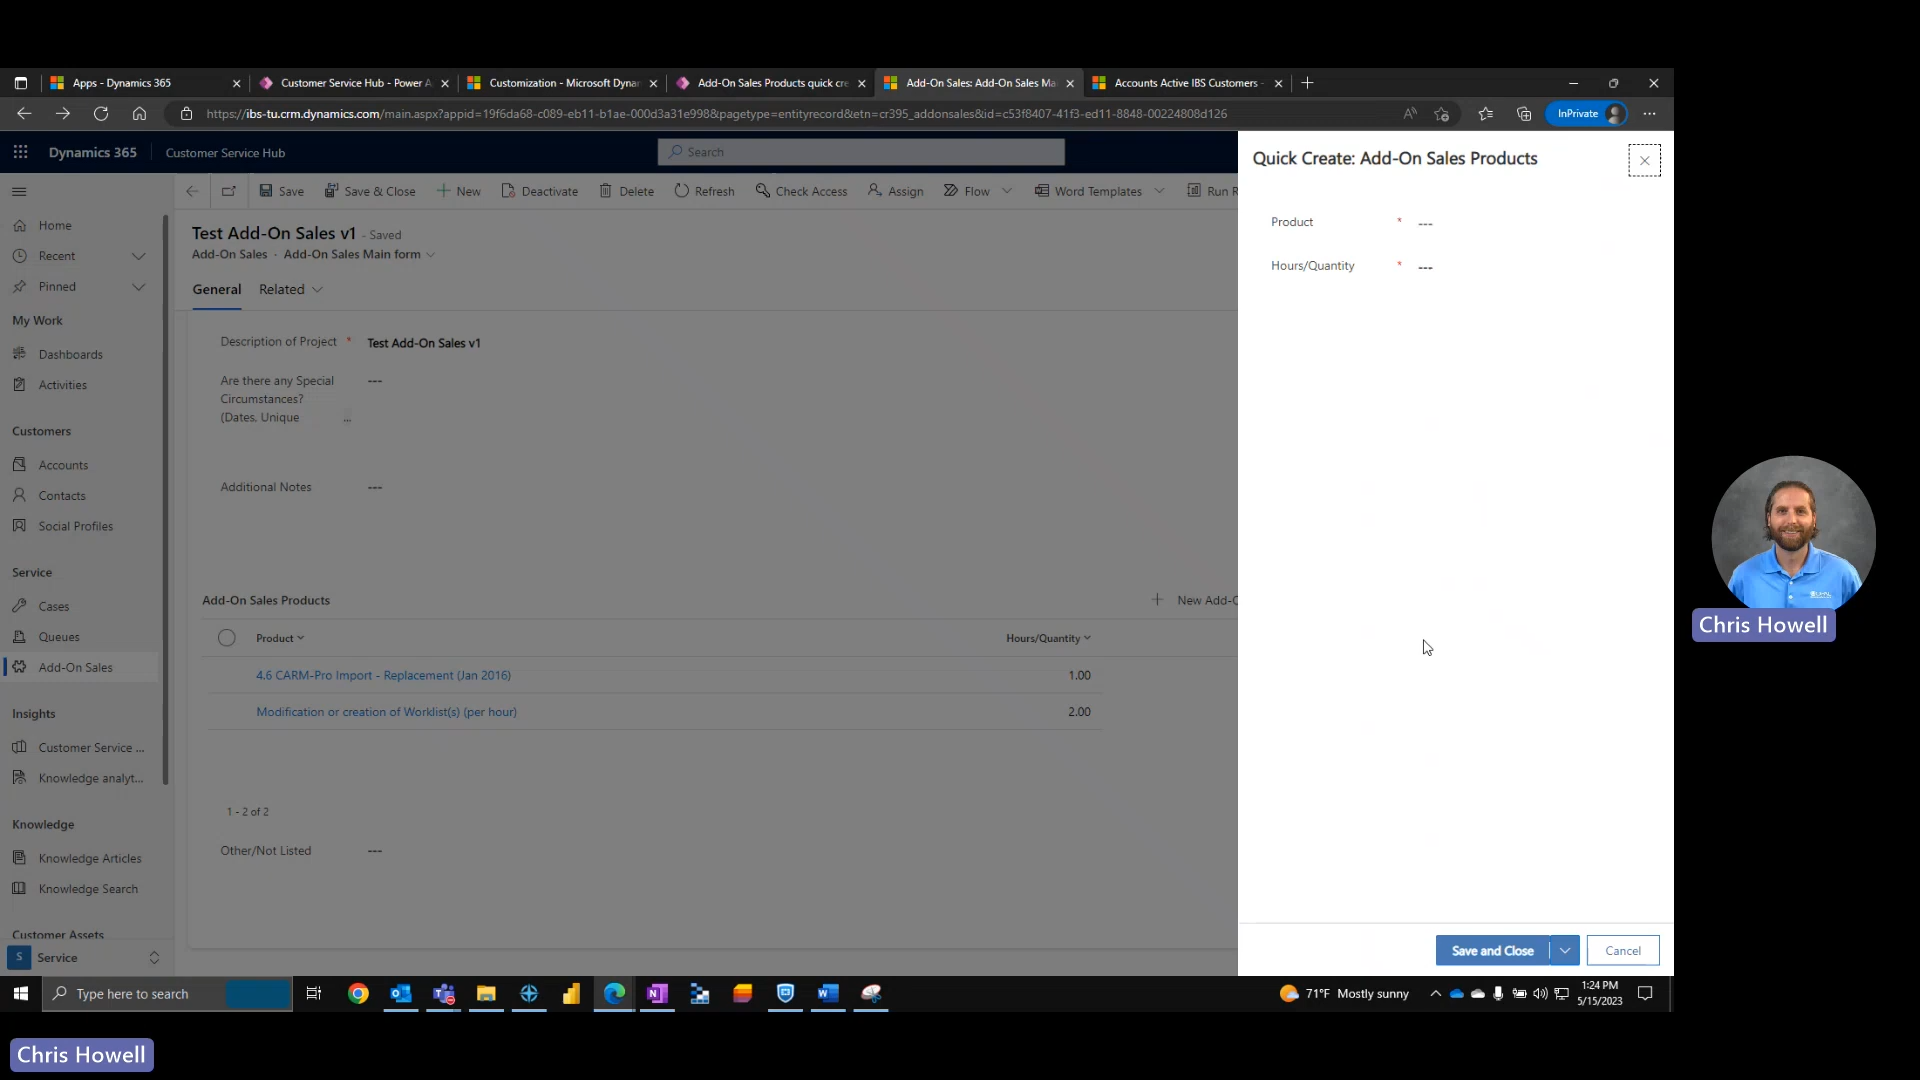 Apps - Dynamics 365
Customer Service Hub - Power A
Customization - Microsoft Dynar
Add-On Sales Products quick cre
Add-On Sales: Add-On Sales Ma
Accounts Active IBS Customers -
https://ibs-tu.crm.dynamics.com/main.aspx?appid=19f6da68-c089-eb11-b1ae-000d3a31e998&pagetype=entityrecord&etn=cr395_addonsales&id=c53f8407-41f3-ed11-8848-00224808d126
InPrivate
Dynamics 365
Customer Service Hub
Search
Save
Save & Close
New
Deactivate
Delete
Refresh
Check Access
Assign
Flow
Word Templates
Run R
Home
Recent
Pinned
My Work
Dashboards
Activities
Customers
Accounts
Contacts
Social Profiles
Service
Cases
Queues
Add-On Sales
Insights
Customer Service ...
Knowledge analyt...
Knowledge
Knowledge Articles
Knowledge Search
Customer Assets
S Service
Test Add-On Sales v1 - Saved
Add-On Sales · Add-On Sales Main form
General
Related
Description of Project * Test Add-On Sales v1
Are there any Special ---
Circumstances?
(Dates, Unique ...
Additional Notes ---
Add-On Sales Products
New Add-O
Product
Hours/Quantity
4.6 CARM-Pro Import - Replacement (Jan 2016) 1.00
Modification or creation of Worklist(s) (per hour) 2.00
1 - 2 of 2
Other/Not Listed ---
Quick Create: Add-On Sales Products
Product * ---
Hours/Quantity * ---
Save and Close
Cancel
Type here to search
71°F Mostly sunny
1:24 PM
5/15/2023
Chris Howell
Chris Howell